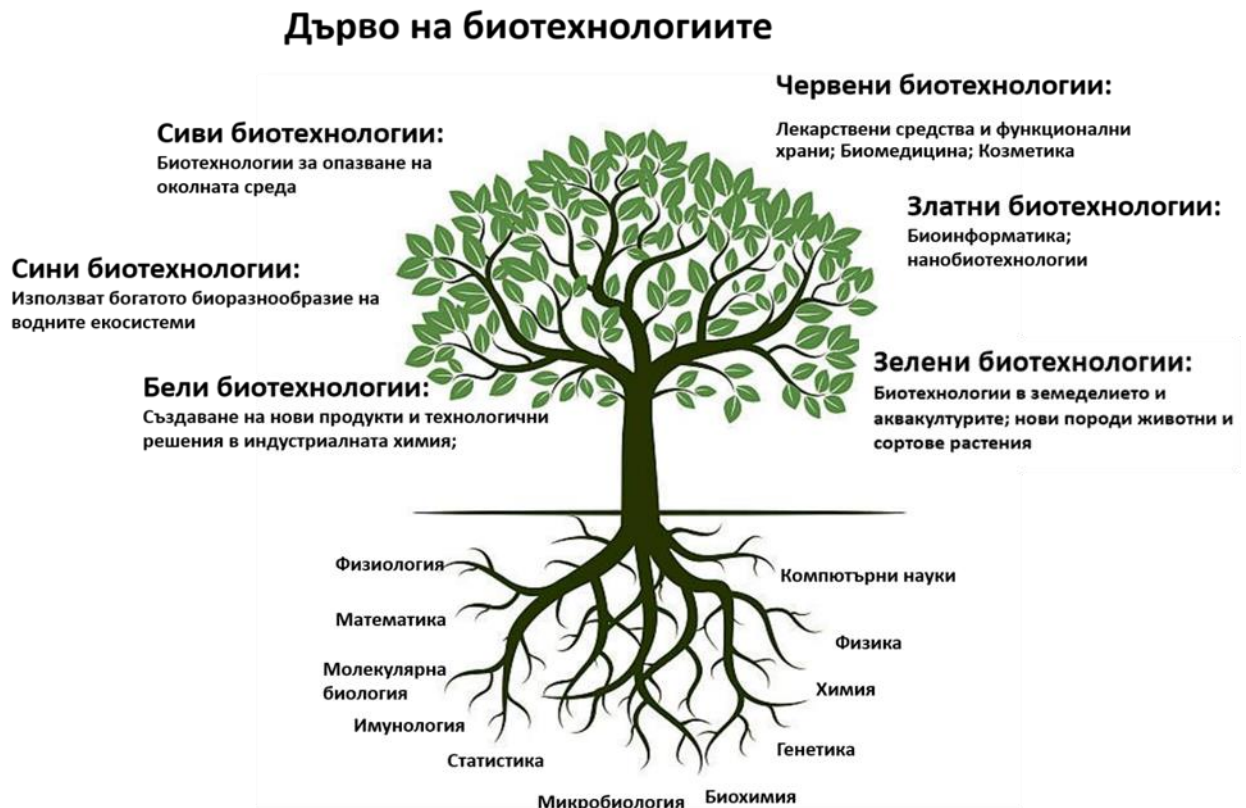 Дърво на биотехнологиите
Червени биотехнологии:
Лекарствени средства и функционални
храни; Биомедицина; Козметика
Сиви биотехнологии:
Биотехнологии за опазване на
околната среда
Златни биотехнологии:
Биоинформатика;
нанобиотехнологии
Сини биотехнологии:
Използват богатото биоразнообразие на
водните екосистеми
Зелени биотехнологии:
Биотехнологии в земеделието и
аквакултурите; нови породи животни и
сортове растения
Бели биотехнологии:
Създаване на нови продукти и технологични
решения в индустриалната химия;
Физиология
Математика
Молекулярна
биология
Имунология
Статистика
Микробиология
Биохимия
Генетика
Химия
Физика
Компютърни науки